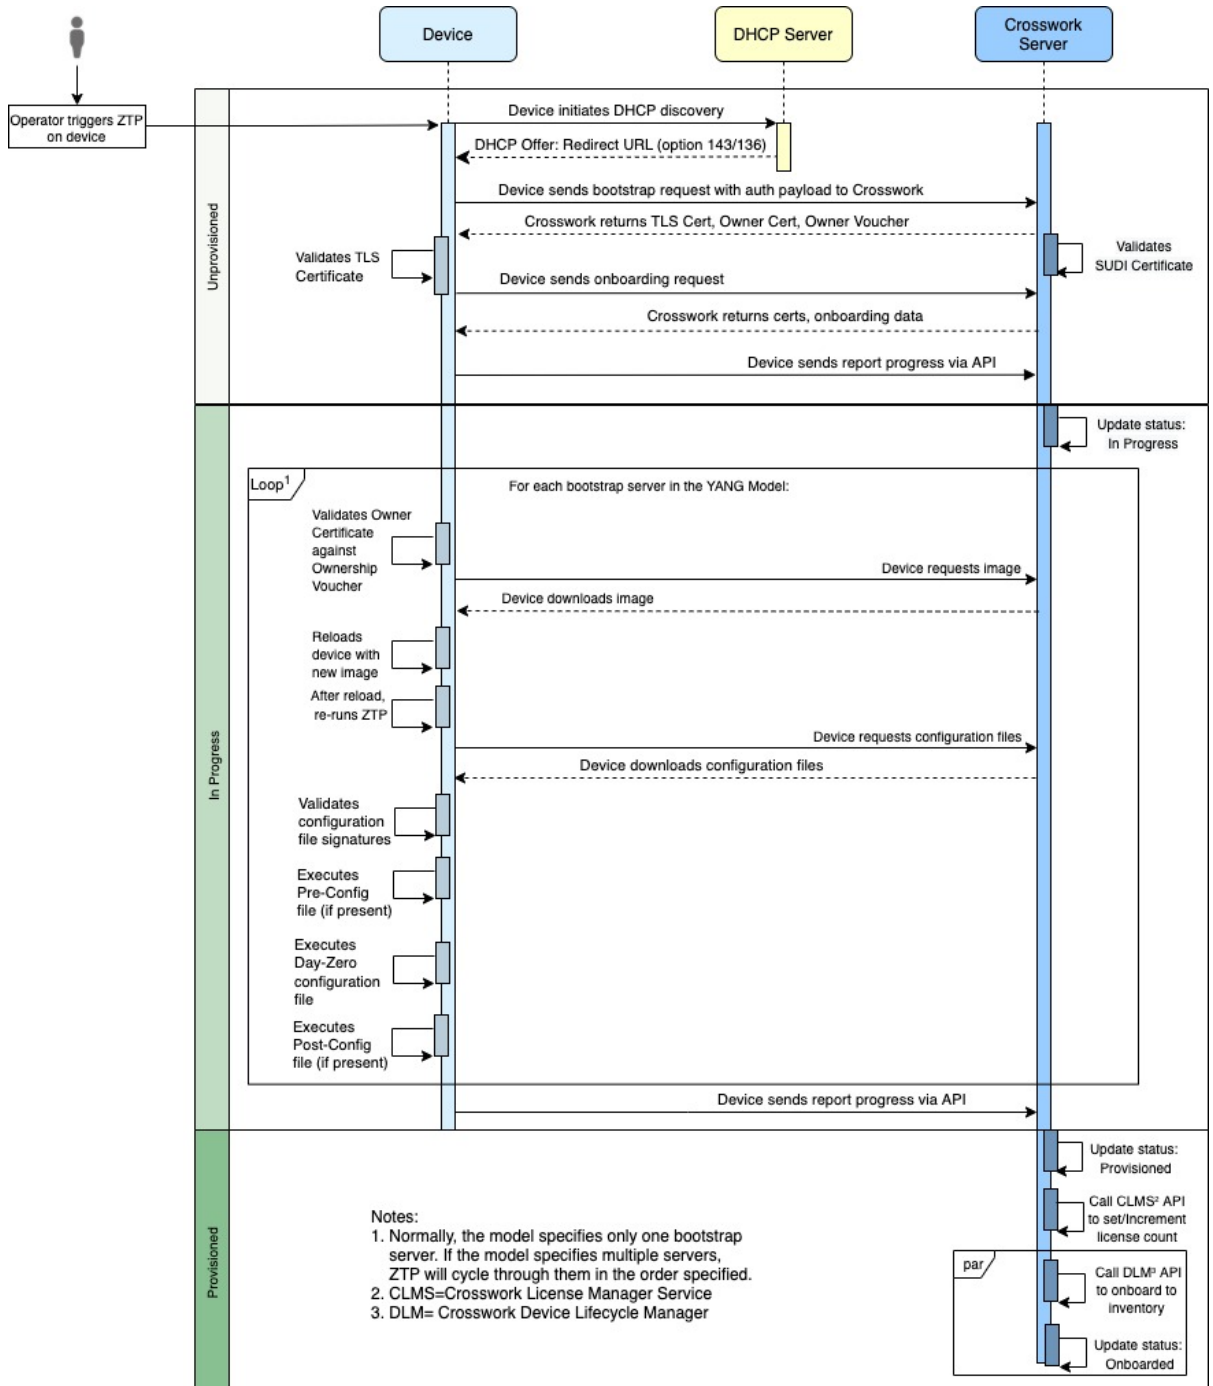 Device
DHCP Server
Crosswork
Server
Operator triggers ZTP
on device
Device initiates DHCP discovery
DHCP Offer: Redirect URL (option 143/136)
Device sends bootstrap request with auth payload to Crosswork
Crosswork returns TLS Cert, Owner Cert, Owner Voucher
Unprovisioned
Validates TLS
Certificate
Validates
SUDI Certificate
Device sends onboarding request
Crosswork returns certs, onboarding data
Device sends report progress via API
Update status:
In Progress
Loop¹
For each bootstrap server in the YANG Model:
Validates Owner
Certificate
against
Ownership
Voucher
Device requests image
Device downloads image
Reloads
device with
new image
After reload,
re-runs ZTP
In Progress
Device requests configuration files
Device downloads configuration files
Validates
configuration
file signatures
Executes
Pre-Config
file (if present)
Executes
Day-Zero
configuration
file
Executes
Post-Config
file (if present)
Device sends report progress via API
Update status:
Provisioned
Call CLMS² API
to set/Increment
license count
Provisioned
Notes:
1. Normally, the model specifies only one bootstrap
server. If the model specifies multiple servers,
ZTP will cycle through them in the order specified.
2. CLMS=Crosswork License Manager Service
3. DLM= Crosswork Device Lifecycle Manager
par
Call DLM³ API
to onboard to
inventory
Update status:
Onboarded